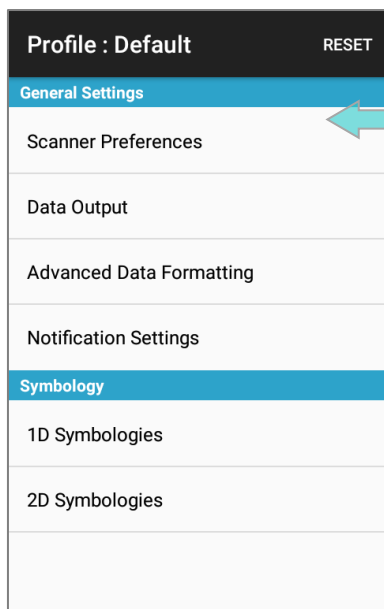 Profile : Default RESET
General Settings
Scanner Preferences
Data Output
Advanced Data Formatting
Notification Settings
Symbology
1D Symbologies
2D Symbologies